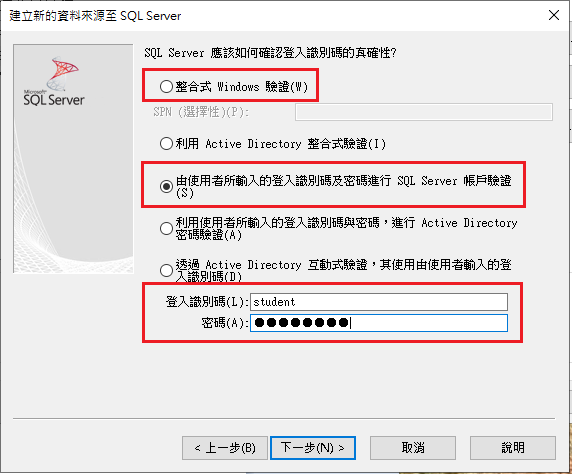 建立新的資料來源至 SQL Server
Microsoft
SQL Server
SQL Server 應該如何確認登入識別碼的真確性?
整合式 Windows 驗證(W)
SPN (選擇性)(P):
利用 Active Directory 整合式驗證(I)
由使用者所輸入的登入識別碼及密碼進行 SQL Server 帳戶驗證
(S)
利用使用者所輸入的登入識別碼與密碼，進行 Active Directory
密碼驗證(A)
透過 Active Directory 互動式驗證，其使用由使用者輸入的登
入識別碼(D)
登入識別碼(L): student
密碼(A): ●●●●●●●●
< 上一步(B) 下一步(N) > 取消 說明